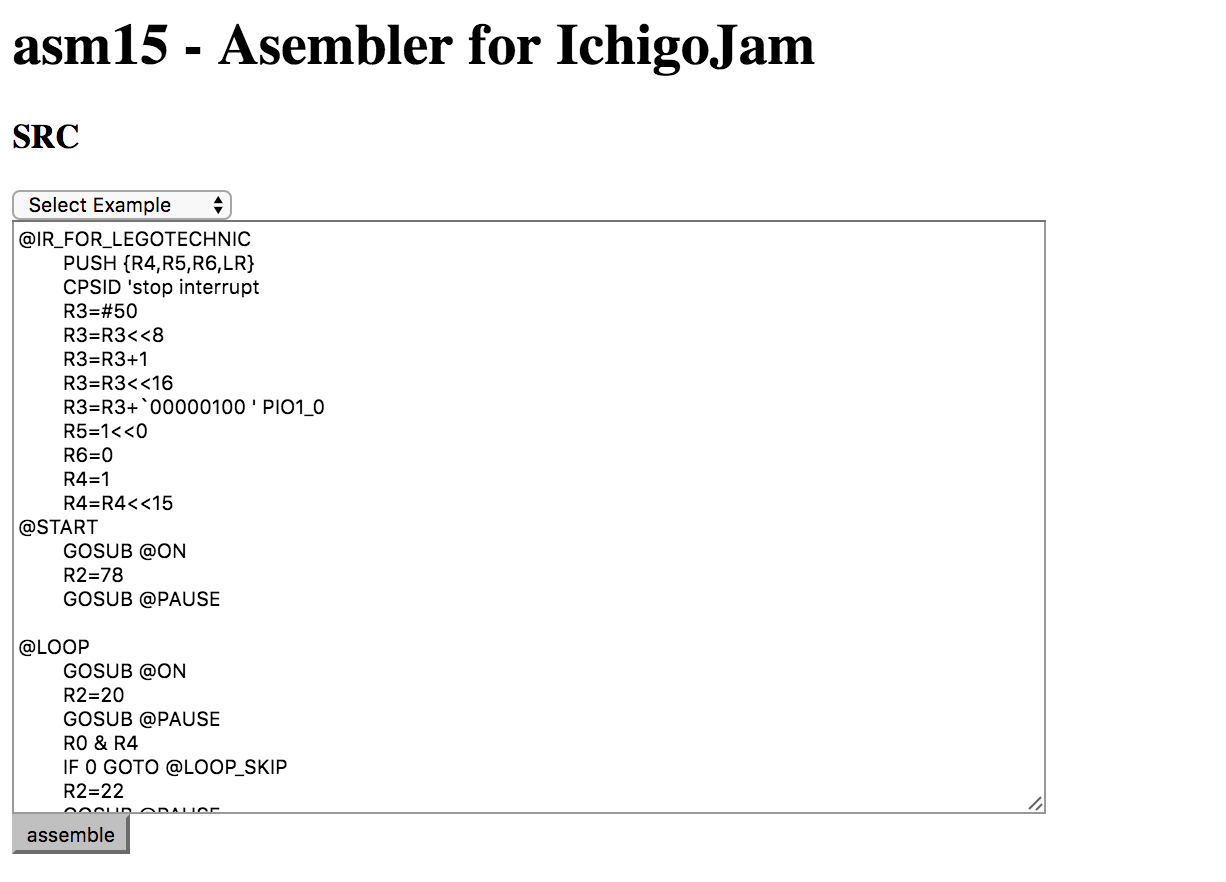 asm15 - Asembler for IchigoJam
SRC
Select Example
@IR_FOR_LEGOTECHNIC
PUSH {R4,R5,R6,LR}
CPSID 'stop interrupt
R3=#50
R3=R3<<8
R3=R3+1
R3=R3<<16
R3=R3+`00000100 ' PIO1_0
R5=1<<0
R6=0
R4=1
R4=R4<<15
@START
GOSUB @ON
R2=78
GOSUB @PAUSE
@LOOP
GOSUB @ON
R2=20
GOSUB @PAUSE
R0 & R4
IF 0 GOTO @LOOP_SKIP
R2=22
GOSUB @PAUSE
assemble